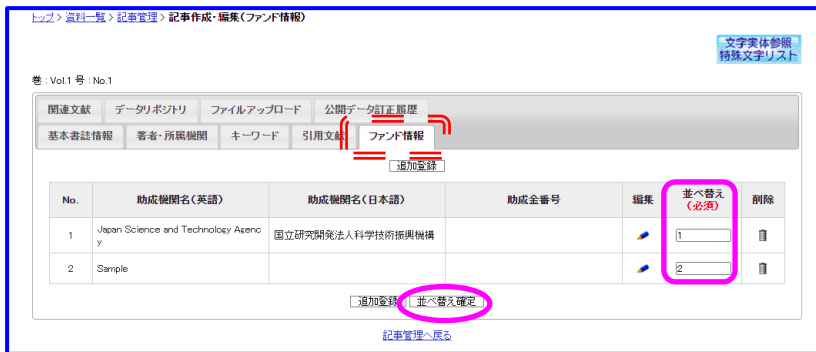 トップ > 資料一覧 > 記事管理 > 記事作成・編集(ファンド情報)
文字実体参照
特殊文字リスト
巻 : Vol.1 号 : No.1
関連文献 データリポジトリ ファイルアップロード 公開データ訂正履歴
基本書誌情報 著者・所属機関 キーワード 引用文献 ファンド情報
追加登録
No. 助成機関名(英語) 助成機関名(日本語) 助成金番号 編集 並べ替え 削除
(必須)
1 Japan Science and Technology Agenc 国立研究開発法人科学技術振興機構 1
y
2 Sample 2
追加登録 並べ替え確定
記事管理へ戻る